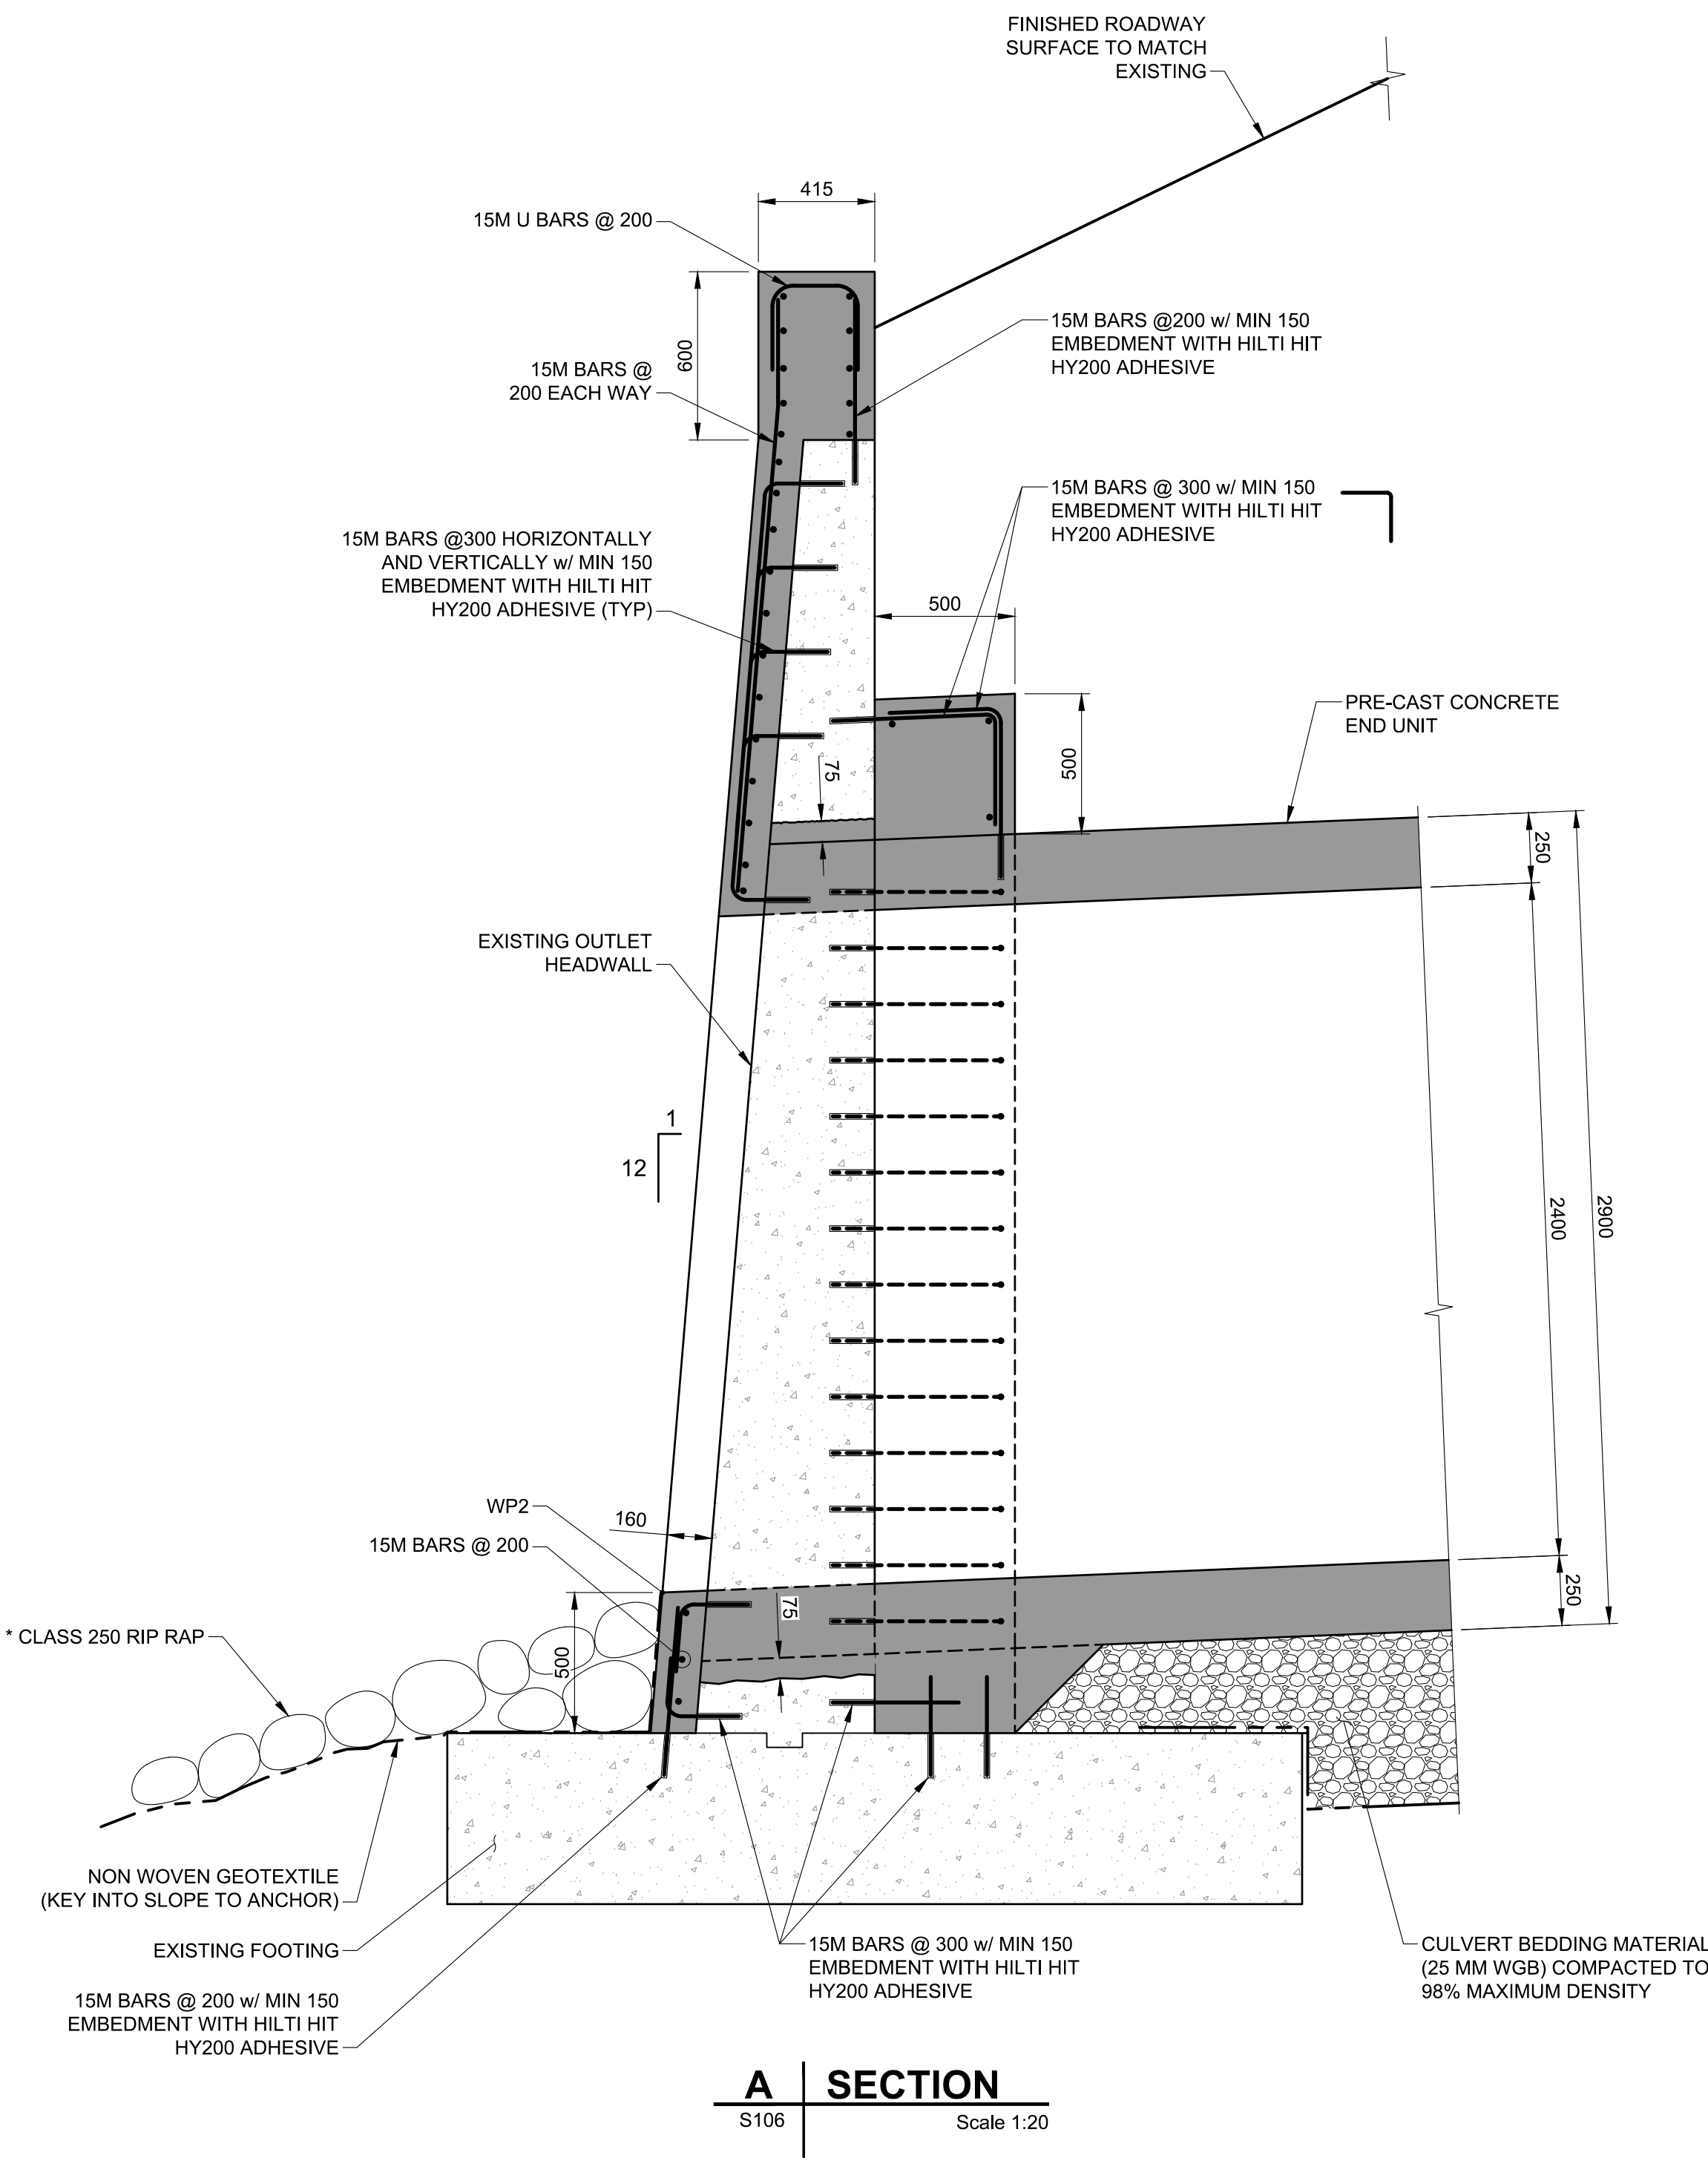 FINISHED ROADWAY
SURFACE TO MATCH
EXISTING
415
15M U BARS @ 200
600
15M BARS @200 w/ MIN 150
EMBEDMENT WITH HILTI HIT
HY200 ADHESIVE
15M BARS @
200 EACH WAY
15M BARS @ 300 w/ MIN 150
EMBEDMENT WITH HILTI HIT
HY200 ADHESIVE
15M BARS @300 HORIZONTALLY
AND VERTICALLY w/ MIN 150
EMBEDMENT WITH HILTI HIT
HY200 ADHESIVE (TYP)
500
PRE-CAST CONCRETE
END UNIT
75
500
250
EXISTING OUTLET
HEADWALL
1
12
2400
2900
WP2
160
15M BARS @ 200
* CLASS 250 RIP RAP
500
75
250
NON WOVEN GEOTEXTILE
(KEY INTO SLOPE TO ANCHOR)
EXISTING FOOTING
15M BARS @ 200 w/ MIN 150
EMBEDMENT WITH HILTI HIT
HY200 ADHESIVE
15M BARS @ 300 w/ MIN 150
EMBEDMENT WITH HILTI HIT
HY200 ADHESIVE
CULVERT BEDDING MATERIAL
(25 MM WGB) COMPACTED TO
98% MAXIMUM DENSITY
A SECTION
S106 Scale 1:20